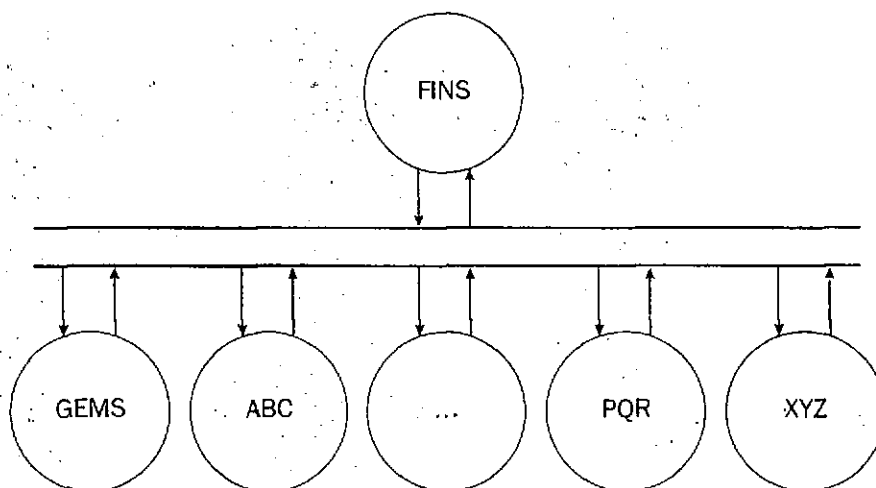 FINS
GEMS
ABC
...
PQR
XYZ